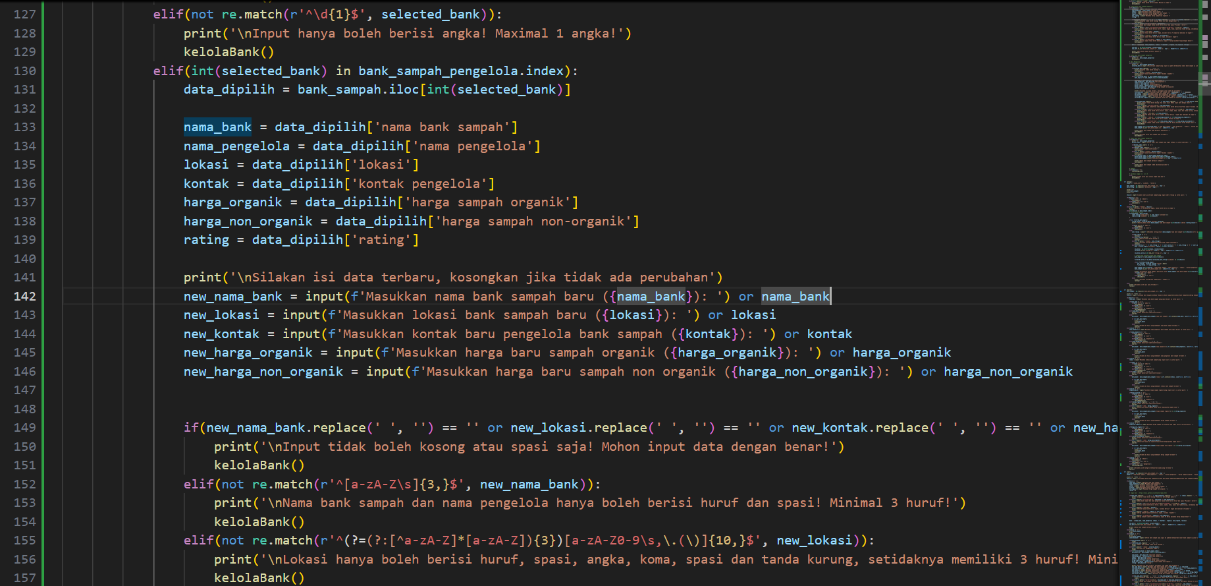 127 elif(not re.match(r'^\d{1}$', selected_bank)):
128 print('\nInput hanya boleh berisi angka! Maximal 1 angka!')
129 kelolaBank()
130 elif(int(selected_bank) in bank_sampah_pengelola.index):
131 data_dipilih = bank_sampah.iloc[int(selected_bank)]
132
133 nama_bank = data_dipilih['nama bank sampah']
134 nama_pengelola = data_dipilih['nama pengelola']
135 lokasi = data_dipilih['lokasi']
136 kontak = data_dipilih['kontak pengelola']
137 harga_organik = data_dipilih['harga sampah organik']
138 harga_non_organik = data_dipilih['harga sampah non-organik']
139 rating = data_dipilih['rating']
140
141 print('\nSilakan isi data terbaru, kosongkan jika tidak ada perubahan')
142 new_nama_bank = input(f'Masukkan nama bank sampah baru ({nama_bank}): ') or nama_bank
143 new_lokasi = input(f'Masukkan lokasi bank sampah baru ({lokasi}): ') or lokasi
144 new_kontak = input(f'Masukkan kontak baru pengelola bank sampah ({kontak}): ') or kontak
145 new_harga_organik = input(f'Masukkan harga baru sampah organik ({harga_organik}): ') or harga_organik
146 new_harga_non_organik = input(f'Masukkan harga baru sampah non organik ({harga_non_organik}): ') or harga_non_organik
147
148
149 if(new_nama_bank.replace(' ', '') == '' or new_lokasi.replace(' ', '') == '' or new_kontak.replace(' ', '') == '' or new_ha
150 print('\nInput tidak boleh kosong atau spasi saja! Mohon input data dengan benar!')
151 kelolaBank()
152 elif(not re.match(r'^[a-zA-Z\s]{3,}$', new_nama_bank)):
153 print('\nNama bank sampah dan nama pengelola hanya boleh berisi huruf dan spasi! Minimal 3 huruf!')
154 kelolaBank()
155 elif(not re.match(r'^(?=(?:[^a-zA-Z]*[a-zA-Z]){3})[a-zA-Z0-9\s,\.(\)]{10,}$', new_lokasi)):
156 print('\nLokasi hanya boleh berisi huruf, spasi, angka, koma, spasi dan tanda kurung, setidaknya memiliki 3 huruf! Mini
157 kelolaBank()